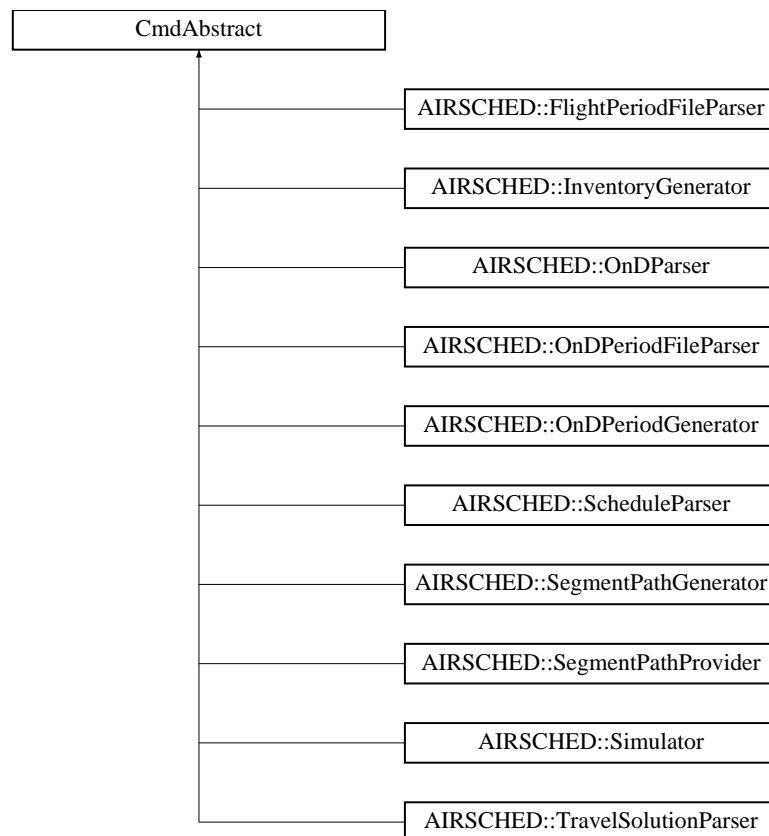 CmdAbstract
AIRSCHED::FlightPeriodFileParser
AIRSCHED::InventoryGenerator
AIRSCHED::OnDParser
AIRSCHED::OnDPeriodFileParser
AIRSCHED::OnDPeriodGenerator
AIRSCHED::ScheduleParser
AIRSCHED::SegmentPathGenerator
AIRSCHED::SegmentPathProvider
AIRSCHED::Simulator
AIRSCHED::TravelSolutionParser